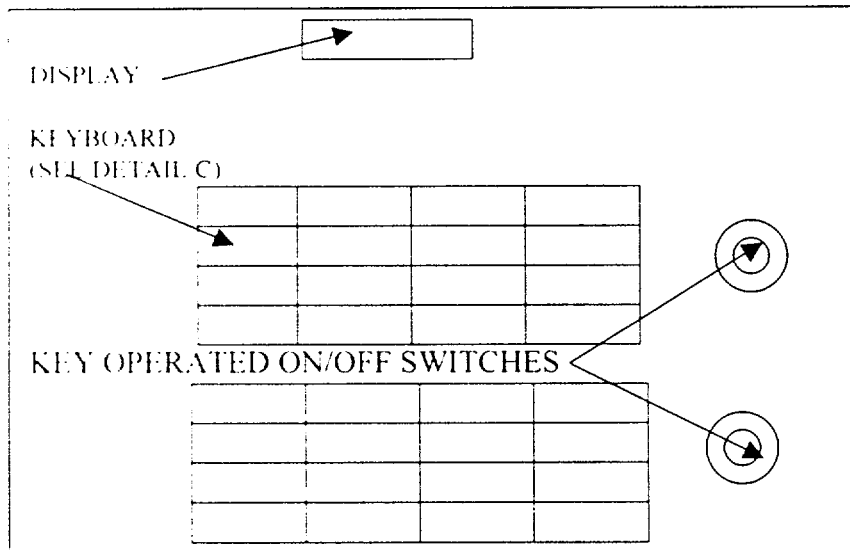 DISPLAY
KEYBOARD
(SEE DETAIL C)
KEY OPERATED ON/OFF SWITCHES